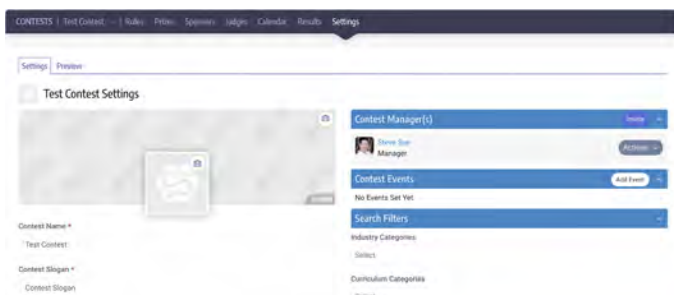 CONTESTS | Test Contest | Rules Prizes Sponsors Judges Calendar Results Settings
Settings Preview
Test Contest Settings
Contest Manager(s) Invite
Steve Sue
Manager
Actions
Contest Events Add Event
No Events Set Yet
Search Filters
Contest Name *
Industry Categories
Test Contest
Select
Contest Slogan *
Curriculum Categories
Contest Slogan